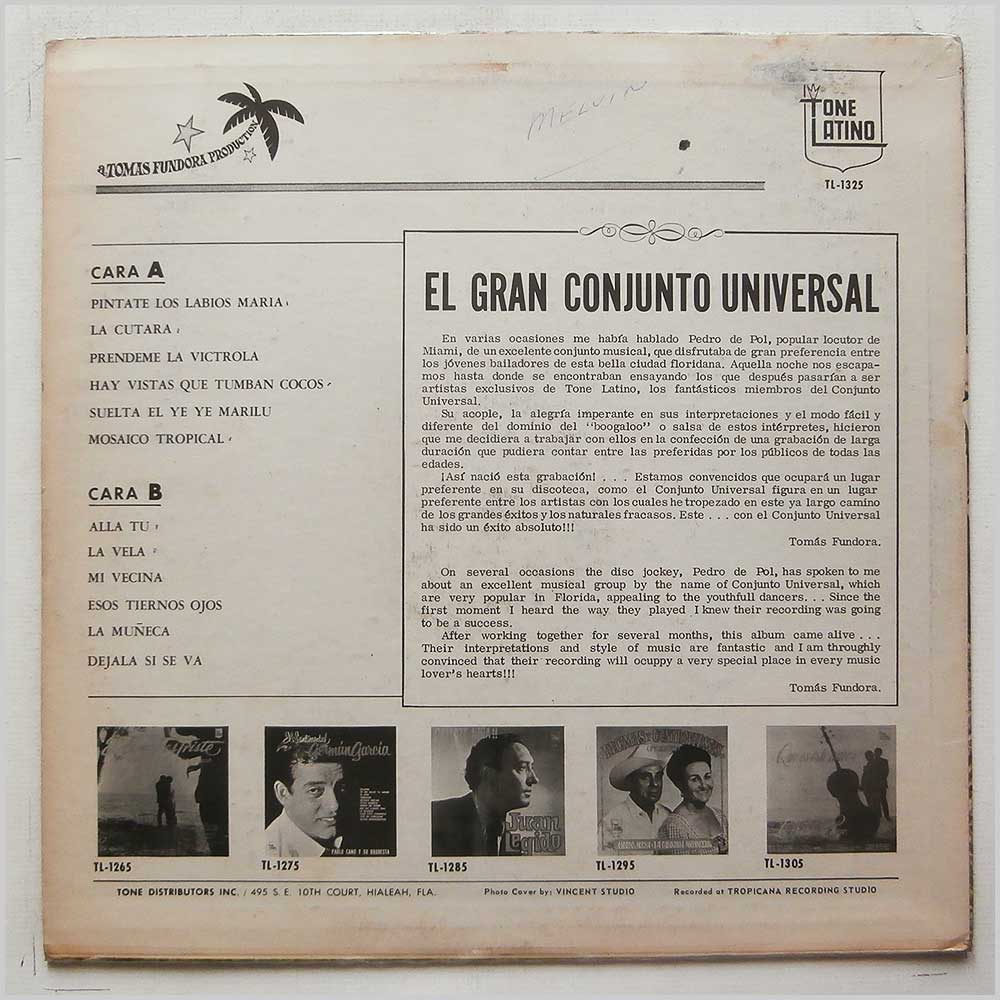 MELVIN
a TOMAS FUNDORA PRODUCTION
TONE
LATINO
TL-1325
CARA A
PINTATE LOS LABIOS MARIA
LA CUTARA
PRENDEME LA VICTROLA
HAY VISTAS QUE TUMBAN COCOS
SUELTA EL YE YE MARILU
MOSAICO TROPICAL
CARA B
ALLA TU
LA VELA
MI VECINA
ESOS TIERNOS OJOS
LA MUÑECA
DEJALA SI SE VA
EL GRAN CONJUNTO UNIVERSAL
En varias ocasiones me había hablado Pedro de Pol, popular locutor de
Miami, de un excelente conjunto musical, que disfrutaba de gran preferencia entre
los jóvenes bailadores de esta bella ciudad floridana. Aquella noche nos escapa-
mos hasta donde se encontraban ensayando los que después pasarían a ser
artistas exclusivos de Tone Latino, los fantásticos miembros del Conjunto
Universal.
Su acople, la alegría imperante en sus interpretaciones y el modo fácil y
diferente del dominio del "boogaloo" o salsa de estos intérpretes, hicieron
que me decidiera a trabajar con ellos en la confección de una grabación de larga
duración que pudiera contar entre las preferidas por los públicos de todas las
edades.
¡Así nació esta grabación! . . . Estamos convencidos que ocupará un lugar
preferente en su discoteca, como el Conjunto Universal figura en un lugar
preferente entre los artistas con los cuales he tropezado en este ya largo camino
de los grandes éxitos y los naturales fracasos. Este . . . con el Conjunto Universal
ha sido un éxito absoluto!!!
Tomás Fundora.
On several occasions the disc jockey, Pedro de Pol, has spoken to me
about an excellent musical group by the name of Conjunto Universal, which
are very popular in Florida, appealing to the youthfull dancers. . . Since the
first moment I heard the way they played I knew their recording was going
to be a success.
After working together for several months, this album came alive . . .
Their interpretations and style of music are fantastic and I am throughly
convinced that their recording will ocuppy a very special place in every music
lover's hearts!!!
Tomás Fundora.
Triste
El Sentimental
Germán García
PABLO CANO Y SU ORQUESTA
Juan
Legido
TL-1265
TL-1275
TL-1285
TL-1295
TL-1305
TONE DISTRIBUTORS INC. / 495 S.E. 10TH COURT, HIALEAH, FLA.
Photo Cover by: VINCENT STUDIO
Recorded at TROPICANA RECORDING STUDIO